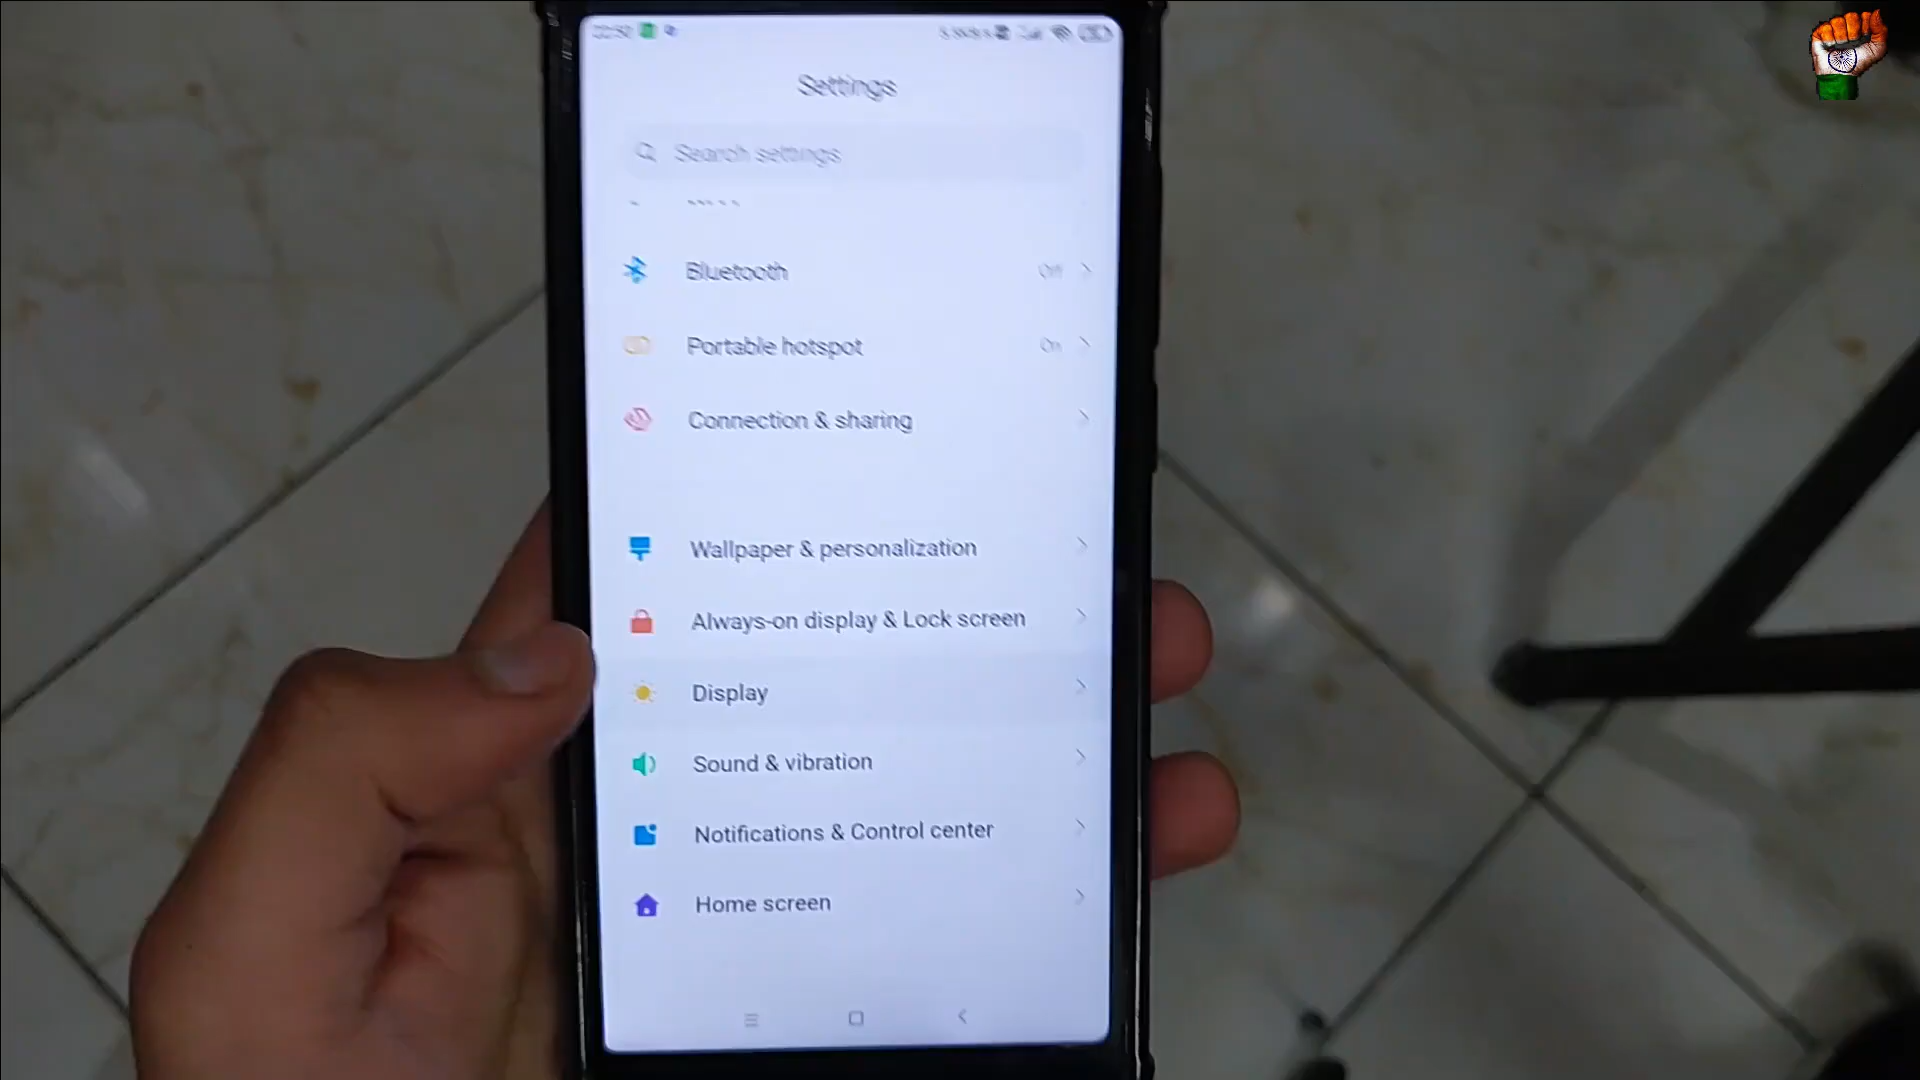 Settings
Search settings
Bluetooth
Off
Portable hotspot
On
Connection & sharing
Wallpaper & personalization
Always-on display & Lock screen
Display
Sound & vibration
Notifications & Control center
Home screen